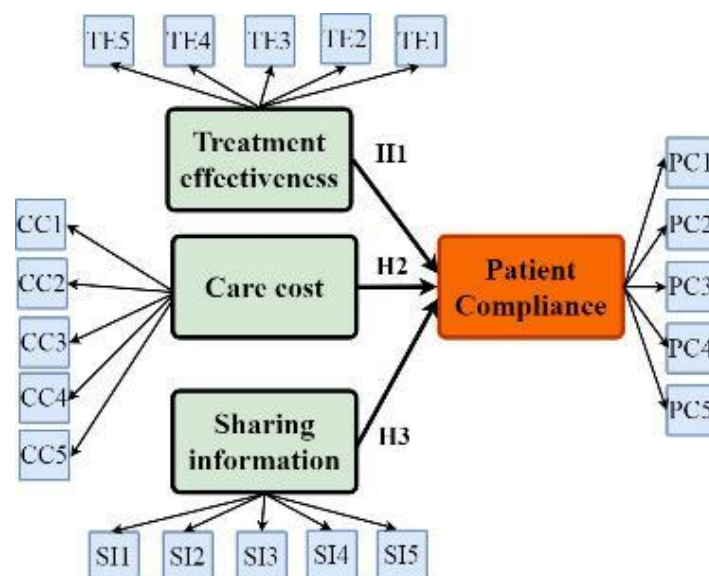 TE5 TE4 TE3 TE2 TE1
Treatment
effectiveness
H1
PC1
PC2
PC3
PC4
PC5
CC1
CC2
CC3
CC4
CC5
Care cost
H2
Patient
Compliance
Sharing
information
H3
SI1 SI2 SI3 SI4 SI5